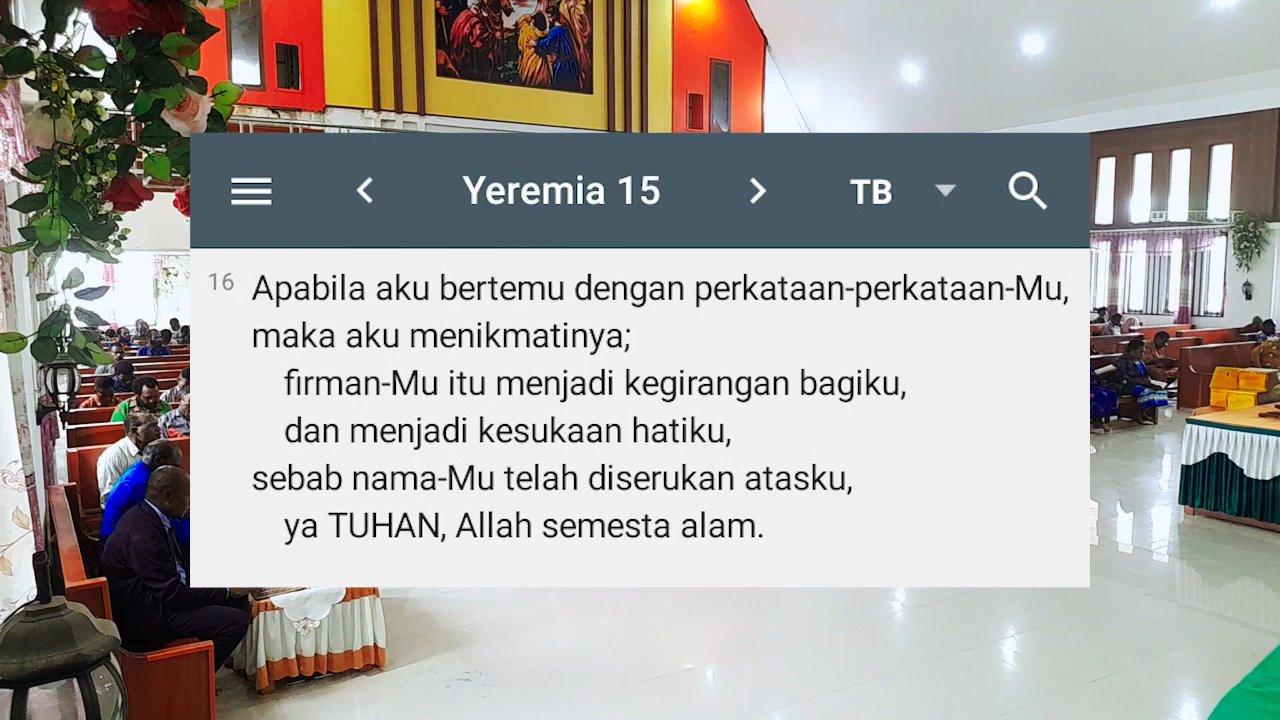 Yeremia 15 TB
16 Apabila aku bertemu dengan perkataan-perkataan-Mu,
maka aku menikmatinya;
firman-Mu itu menjadi kegirangan bagiku,
dan menjadi kesukaan hatiku,
sebab nama-Mu telah diserukan atasku,
ya TUHAN, Allah semesta alam.